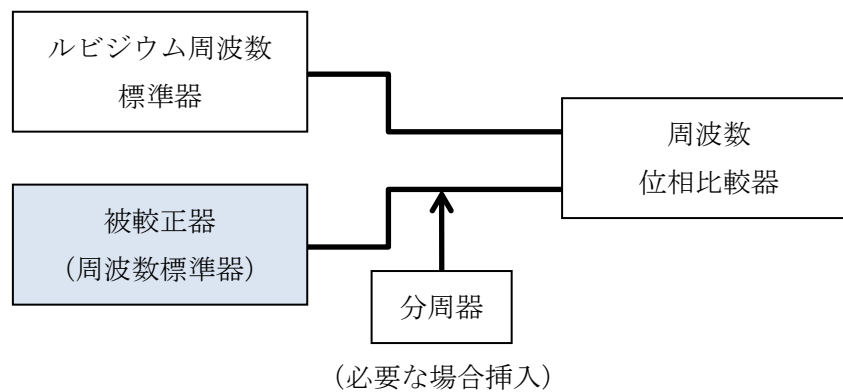 ルビジウム周波数
標準器
周波数
位相比較器
被較正器
（周波数標準器）
分周器
（必要な場合挿入）